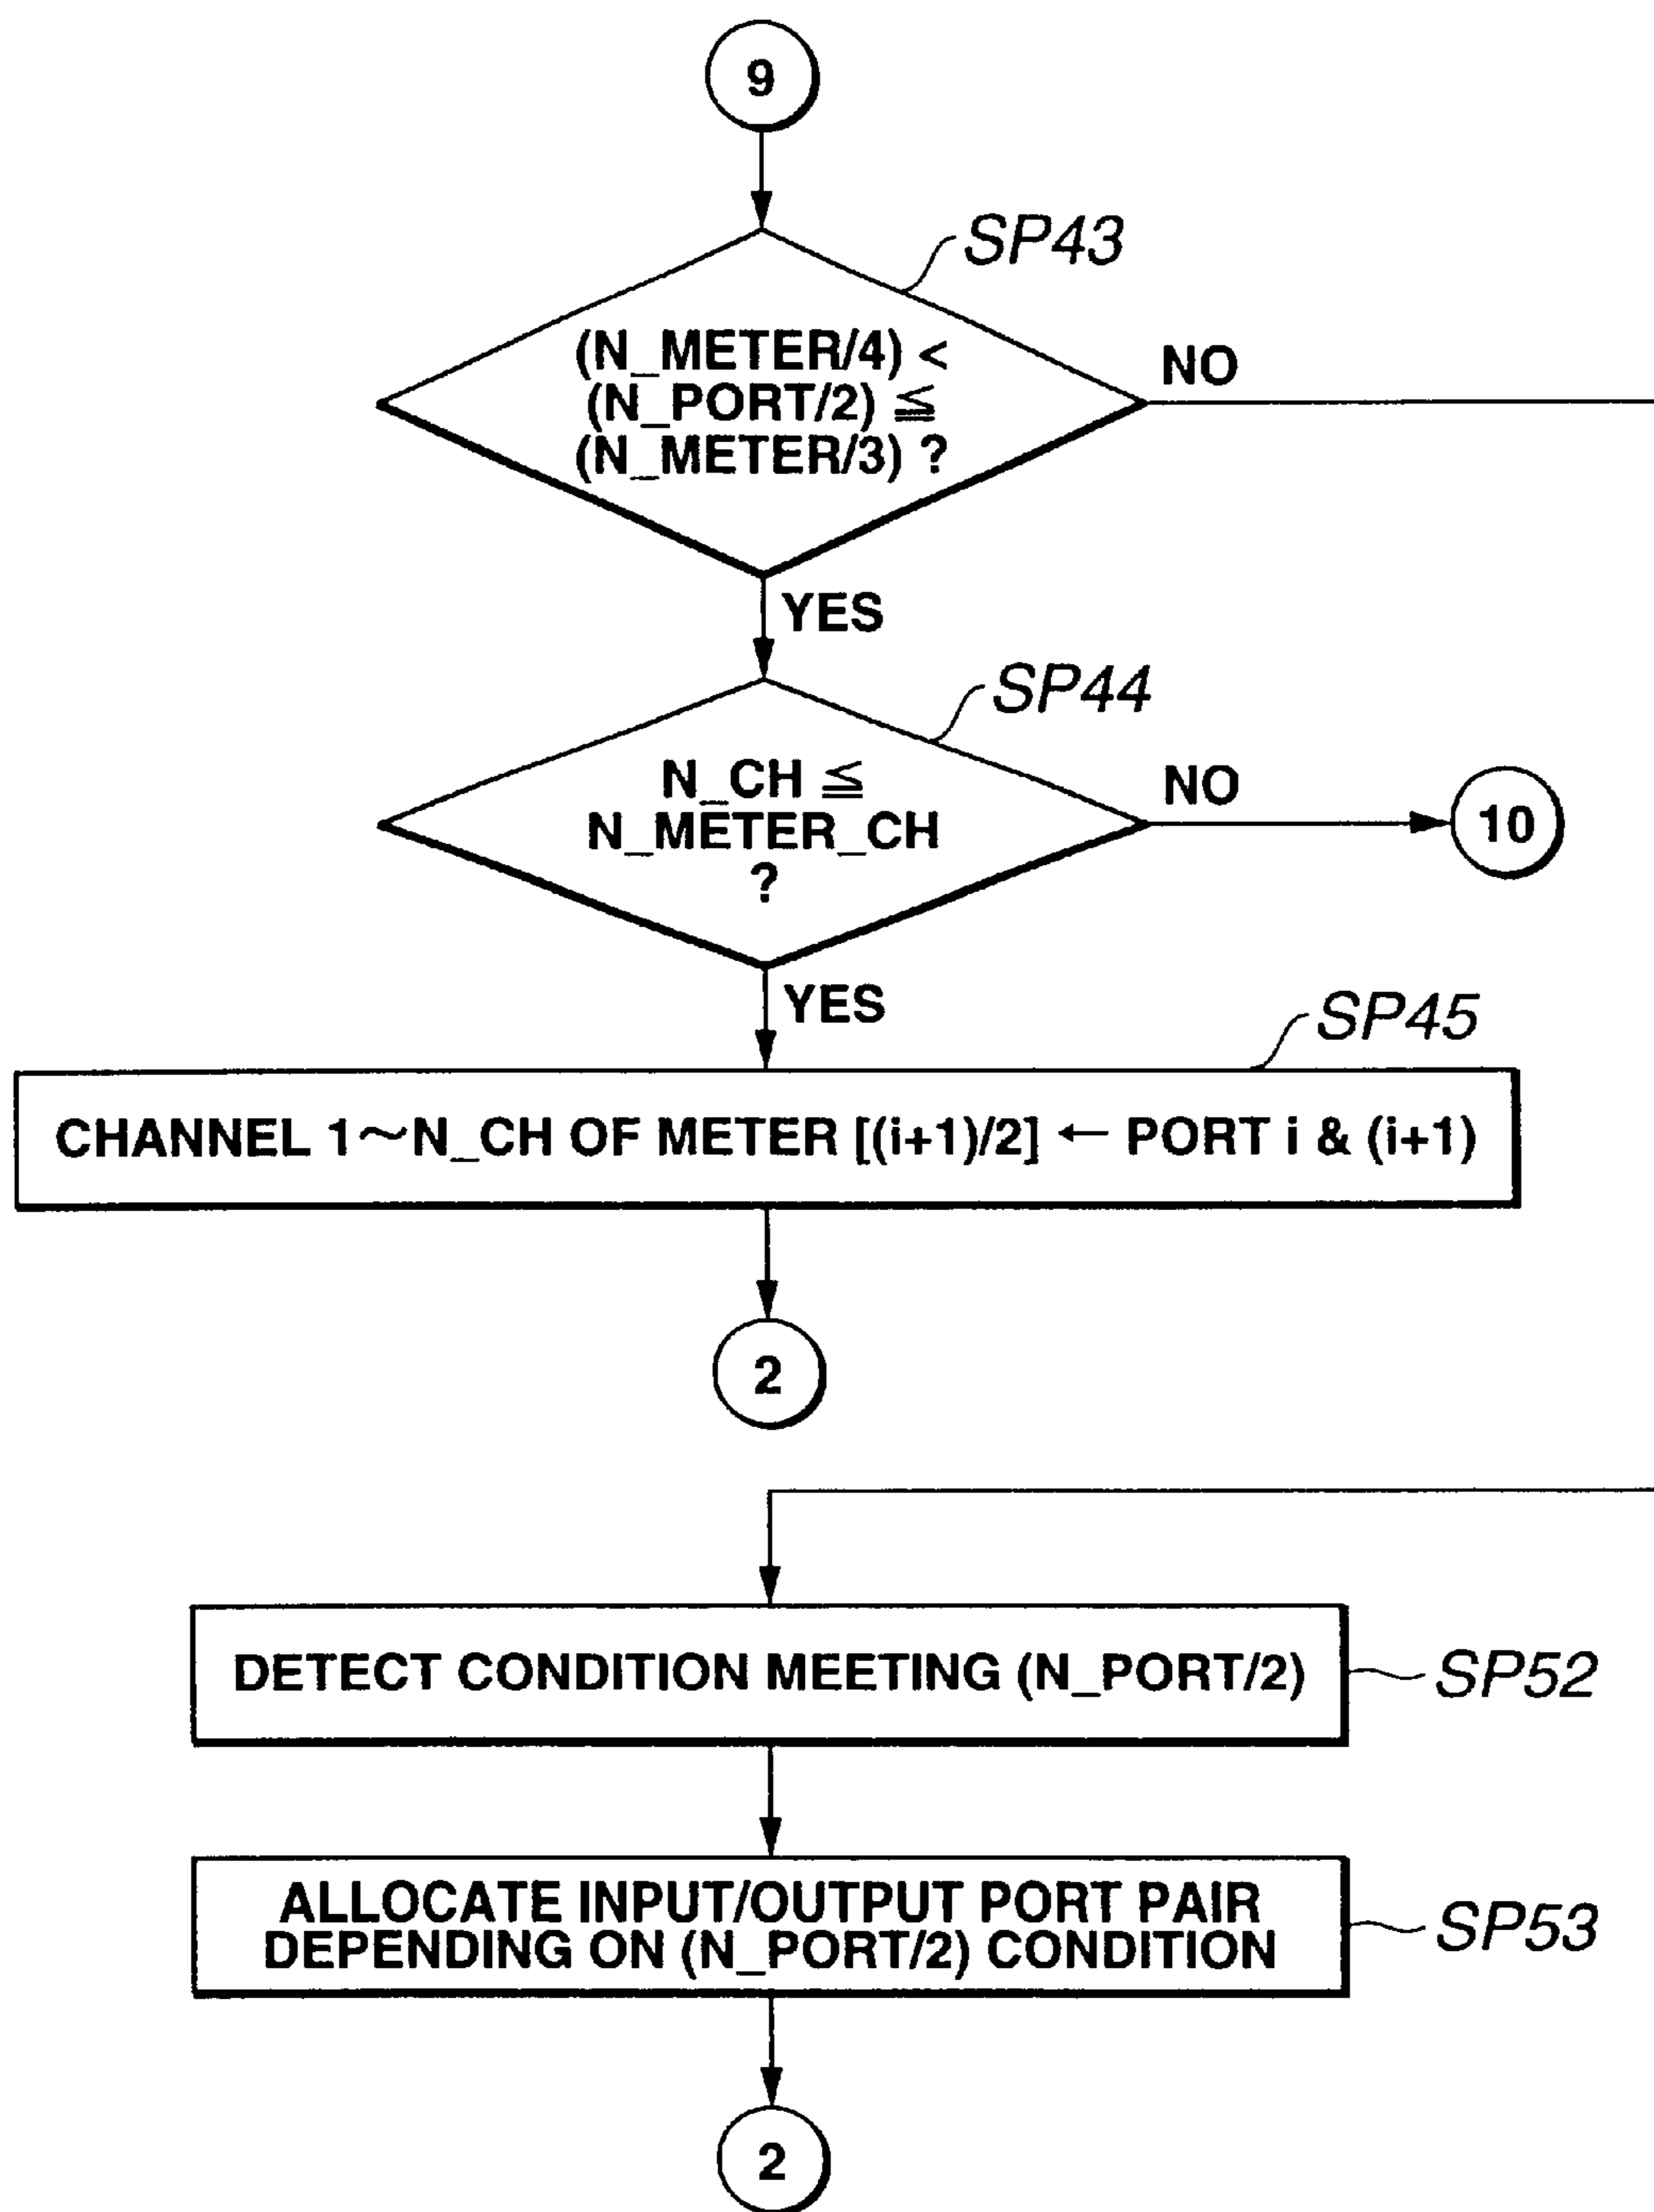 9
SP43
(N_METER/4) <
(N_PORT/2) ≦
(N_METER/3) ?
NO
YES
SP44
N_CH ≦
N_METER_CH
?
NO
10
YES
SP45
CHANNEL 1～N_CH OF METER [(i+1)/2] ← PORT i & (i+1)
2
DETECT CONDITION MEETING (N_PORT/2)
SP52
ALLOCATE INPUT/OUTPUT PORT PAIR
DEPENDING ON (N_PORT/2) CONDITION
SP53
2